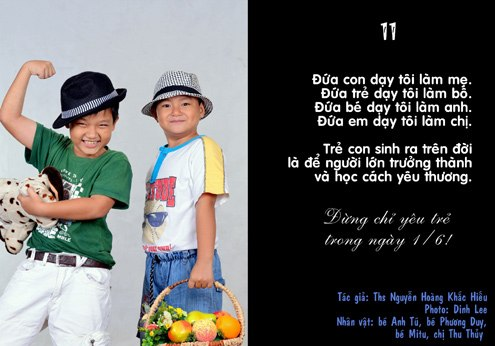 11
Đứa con dạy tôi làm mẹ.
Đứa trẻ dạy tôi làm bố.
Đứa bé dạy tôi làm anh.
Đứa em dạy tôi làm chị.
Trẻ con sinh ra trên đời
là để người lớn trưởng thành
và học cách yêu thương.
Đừng chỉ yêu trẻ
trong ngày 1/6!
Tác giả: Ths Nguyễn Hoàng Khắc Hiếu
Photo: Dinh Lee
Nhân vật: bé Anh Tú, bé Phương Duy,
bé Mitu, chị Thu Thủy